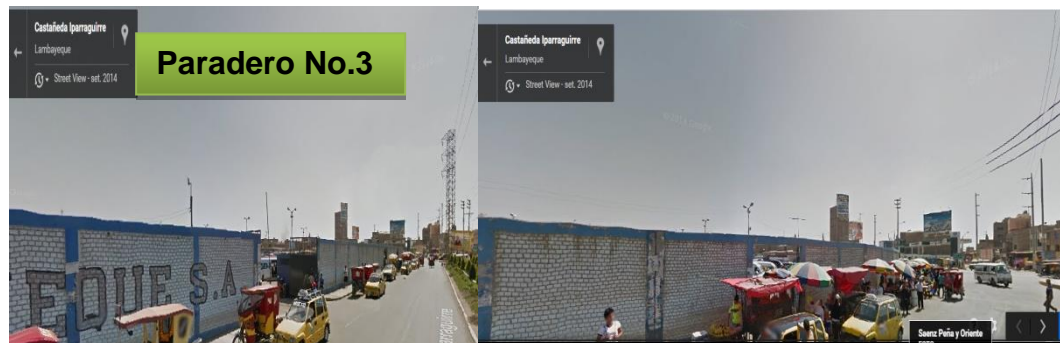 Castañeda Iparraguirre
Lambayeque
Street View - set. 2014
Paradero No.3
EQUE S.A.
Castañeda Iparraguirre
Lambayeque
Street View - set. 2014
Saenz Peña y Oriente